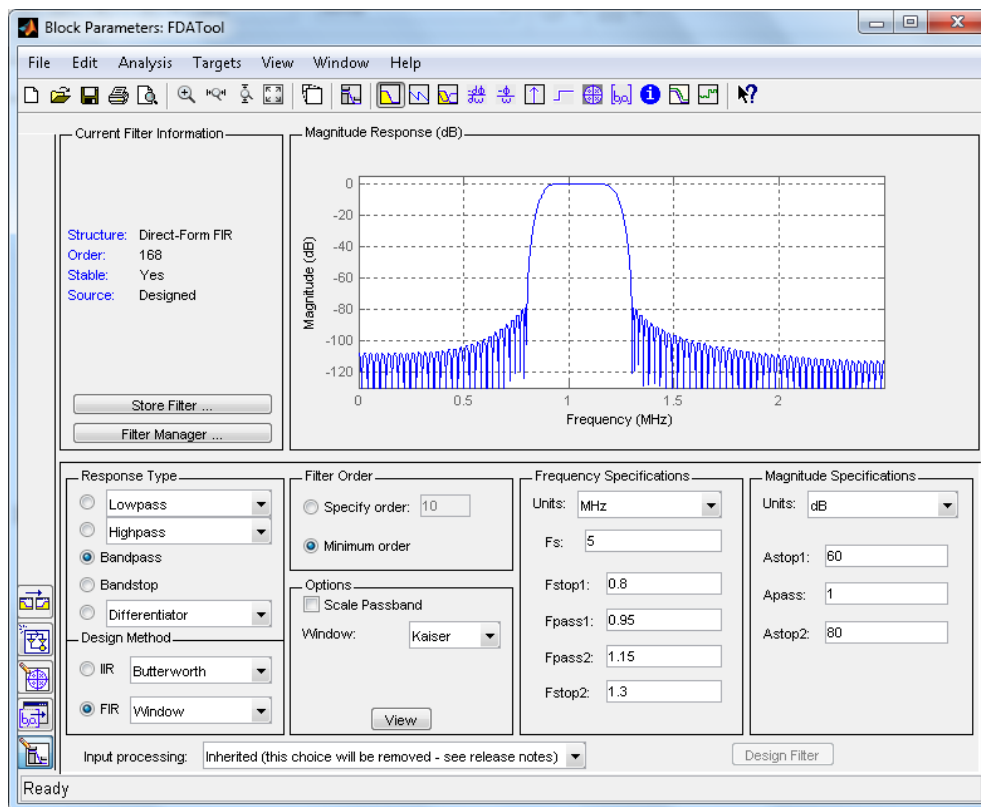 Block Parameters: FDATool
File Edit Analysis Targets View Window Help
Current Filter Information
Structure: Direct-Form FIR
Order: 168
Stable: Yes
Source: Designed
Store Filter ...
Filter Manager ...
Magnitude Response (dB)
0
-20
-40
-60
-80
-100
-120
Magnitude (dB)
0 0.5 1 1.5 2
Frequency (MHz)
Response Type
Lowpass
Highpass
Bandpass
Bandstop
Differentiator
Design Method
IIR Butterworth
FIR Window
Filter Order
Specify order: 10
Minimum order
Options
Scale Passband
Window: Kaiser
View
Frequency Specifications
Units: MHz
Fs: 5
Fstop1: 0.8
Fpass1: 0.95
Fpass2: 1.15
Fstop2: 1.3
Magnitude Specifications
Units: dB
Astop1: 60
Apass: 1
Astop2: 80
Input processing: Inherited (this choice will be removed - see release notes)
Design Filter
Ready